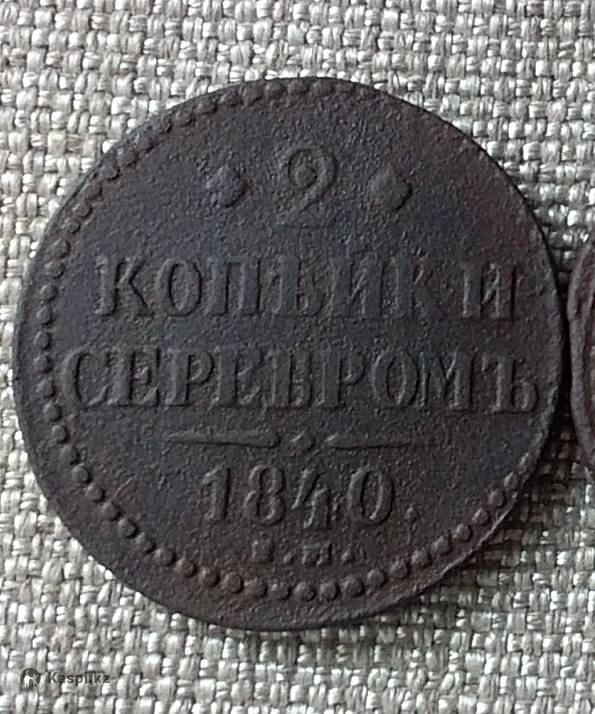 2
КОПѢЙКИ
СЕРЕБРОМЪ
1840.
Kaspi.kz